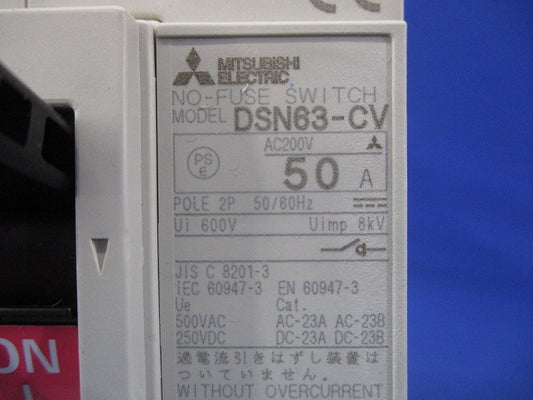 MITSUBISHI
ELECTRIC
NO-FUSE SWITCH
MODEL DSN63-CV
AC200V
PS
E
50 A
POLE 2P 50/60Hz
Ui 600V Uimp 8kV
JIS C 8201-3
IEC 60947-3 EN 60947-3
Ue Cat.
500VAC AC-23A AC-23B
250VDC DC-23A DC-23B
過電流引きはずし装置は
ついていません。
WITHOUT OVERCURRENT
ON